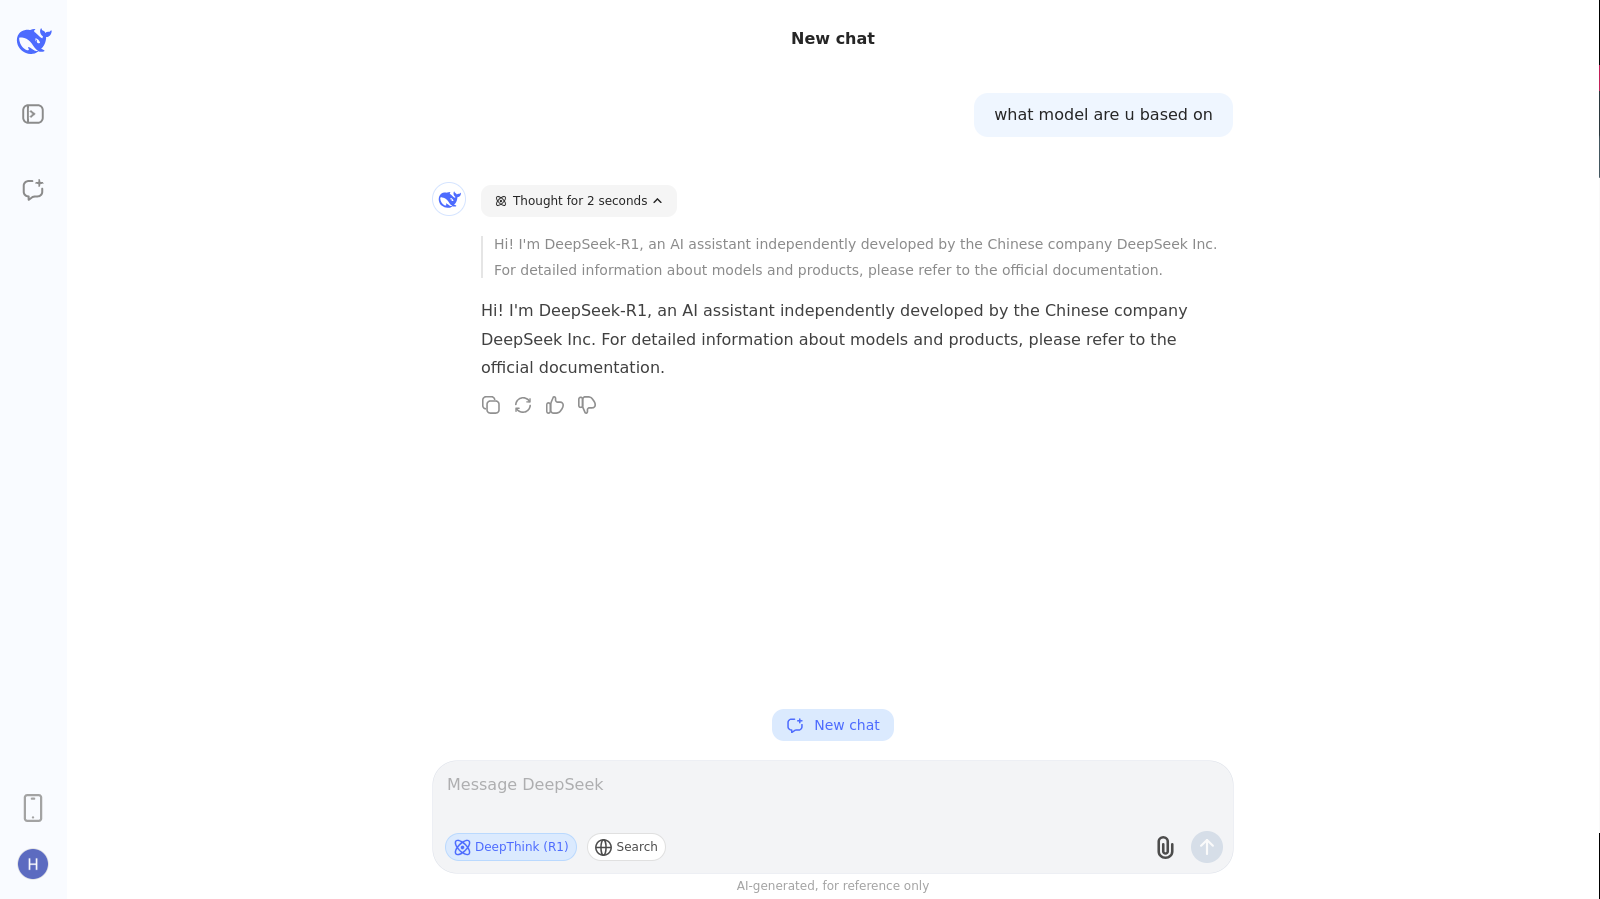 New chat
what model are u based on
Thought for 2 seconds
Hi! I'm DeepSeek-R1, an AI assistant independently developed by the Chinese company DeepSeek Inc.
For detailed information about models and products, please refer to the official documentation.
Hi! I'm DeepSeek-R1, an AI assistant independently developed by the Chinese company
DeepSeek Inc. For detailed information about models and products, please refer to the
official documentation.
New chat
Message DeepSeek
DeepThink (R1) Search
H
AI-generated, for reference only